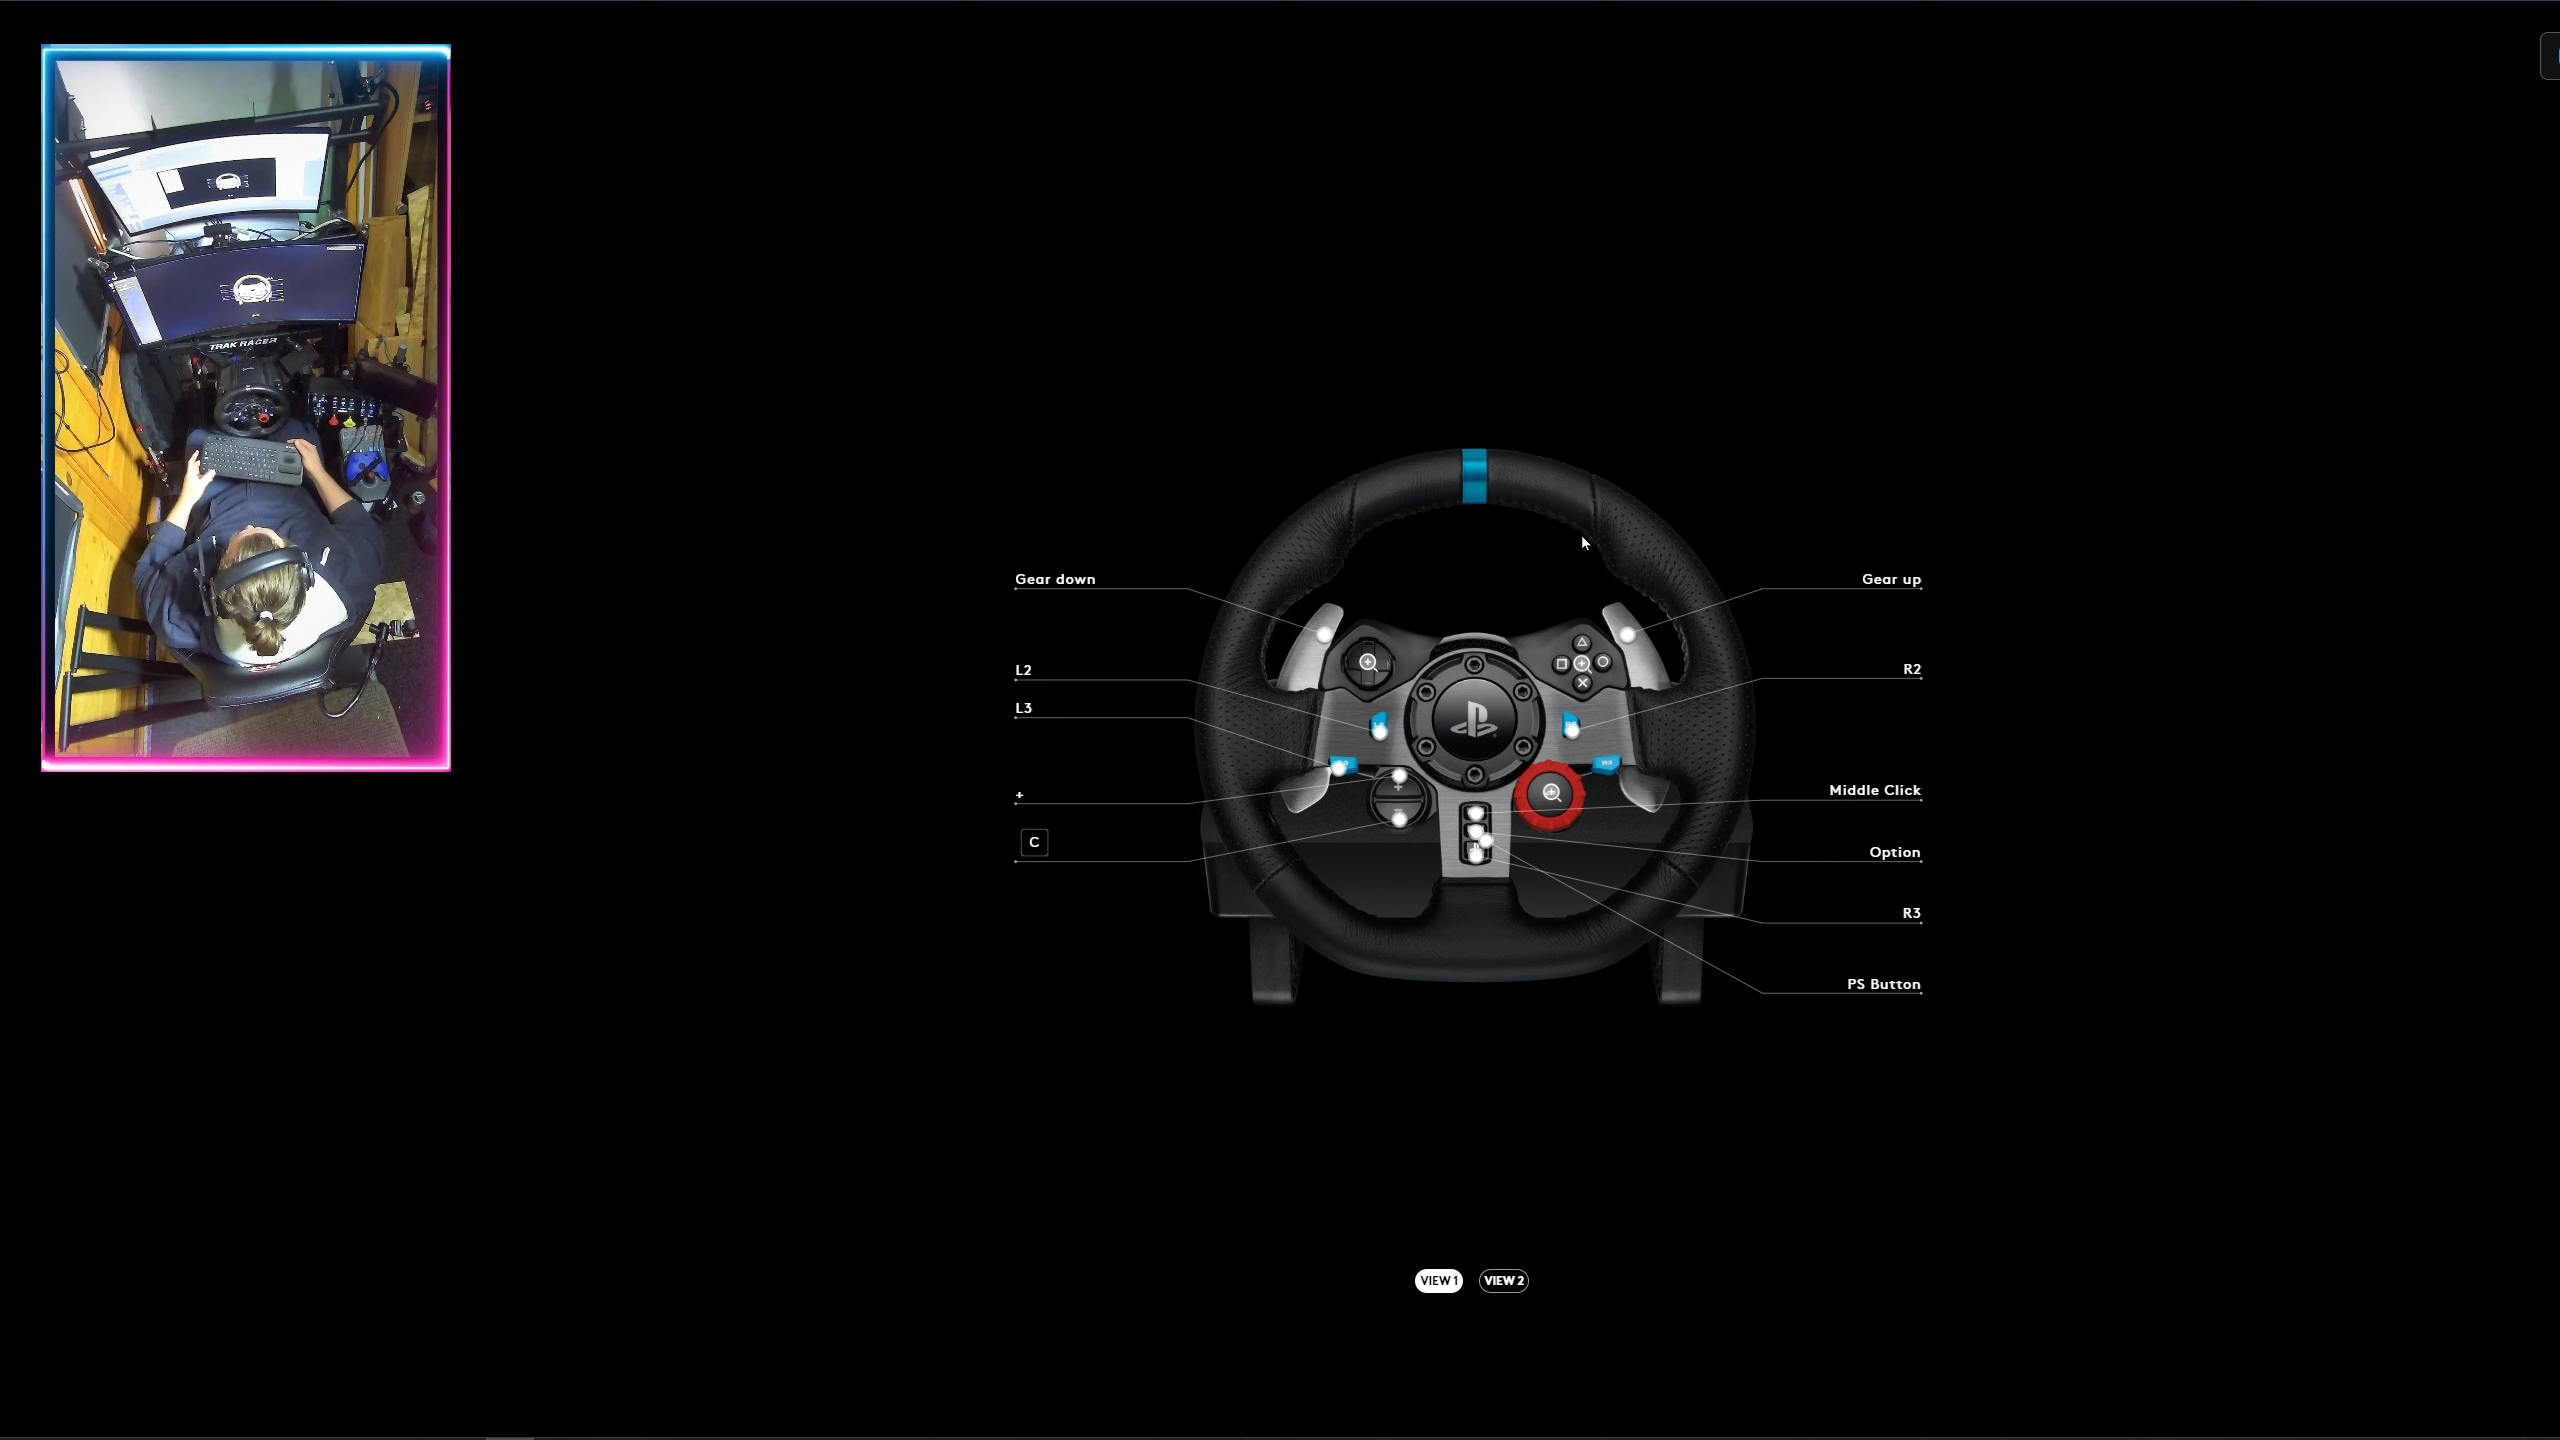 TRAK RACER
Gear down
Gear up
L2
R2
L3
R3
+
Middle Click
C
Option
R3
PS Button
VIEW 1
VIEW 2